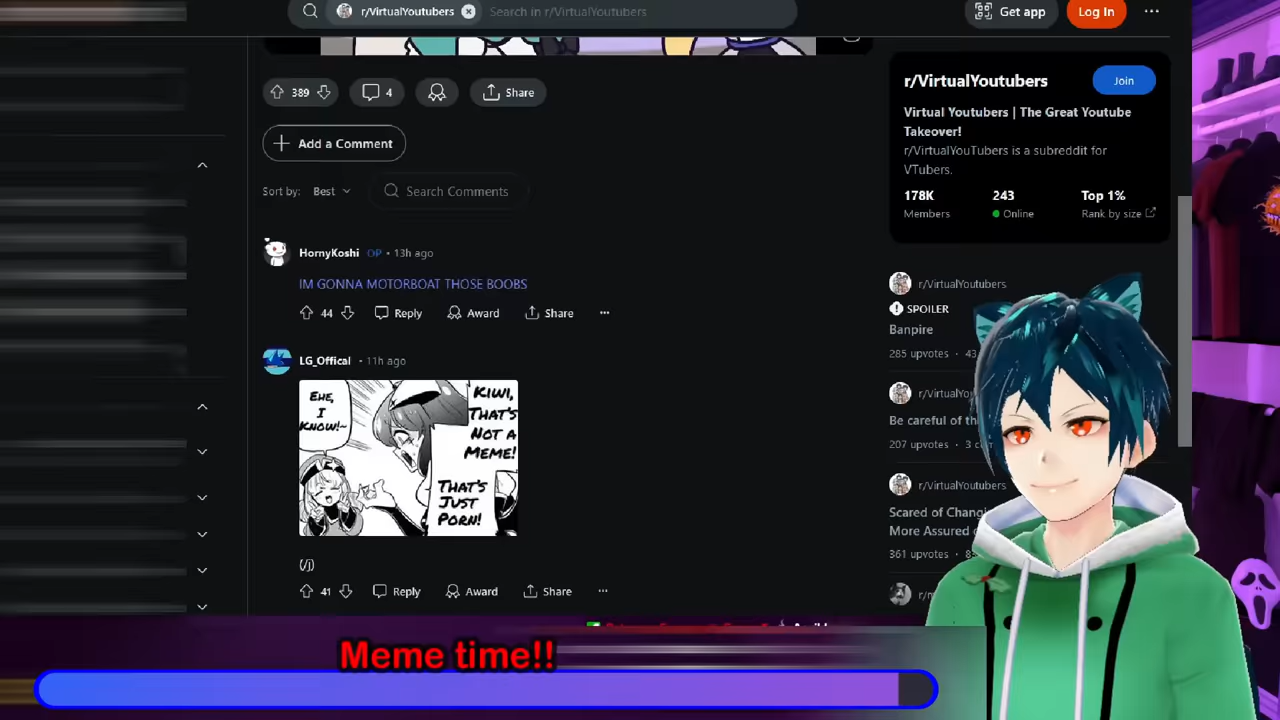 r/VirtualYoutubers
Search in r/VirtualYoutubers
Get app
Log In
389
4
Share
Add a Comment
Sort by: Best
Search Comments
HornyKoshi OP • 13h ago
IM GONNA MOTORBOAT THOSE BOOBS
44
Reply
Award
Share
LG_Offical • 11h ago
EHE,
I
KNOW!~
KIWI,
THAT'S
NOT A
MEME!
THAT'S
JUST
PORN!
(/j)
41
Reply
Award
Share
r/VirtualYoutubers
Join
Virtual Youtubers | The Great Youtube
Takeover!
r/VirtualYouTubers is a subreddit for
VTubers.
178K
243
Top 1%
Members
Online
Rank by size
r/VirtualYoutubers
SPOILER
Banpire
285 upvotes • 43
r/VirtualYou
Be careful of th
207 upvotes • 3
r/VirtualYoutubers
Scared of Chang
More Assured
361 upvotes • 8
Meme time!!